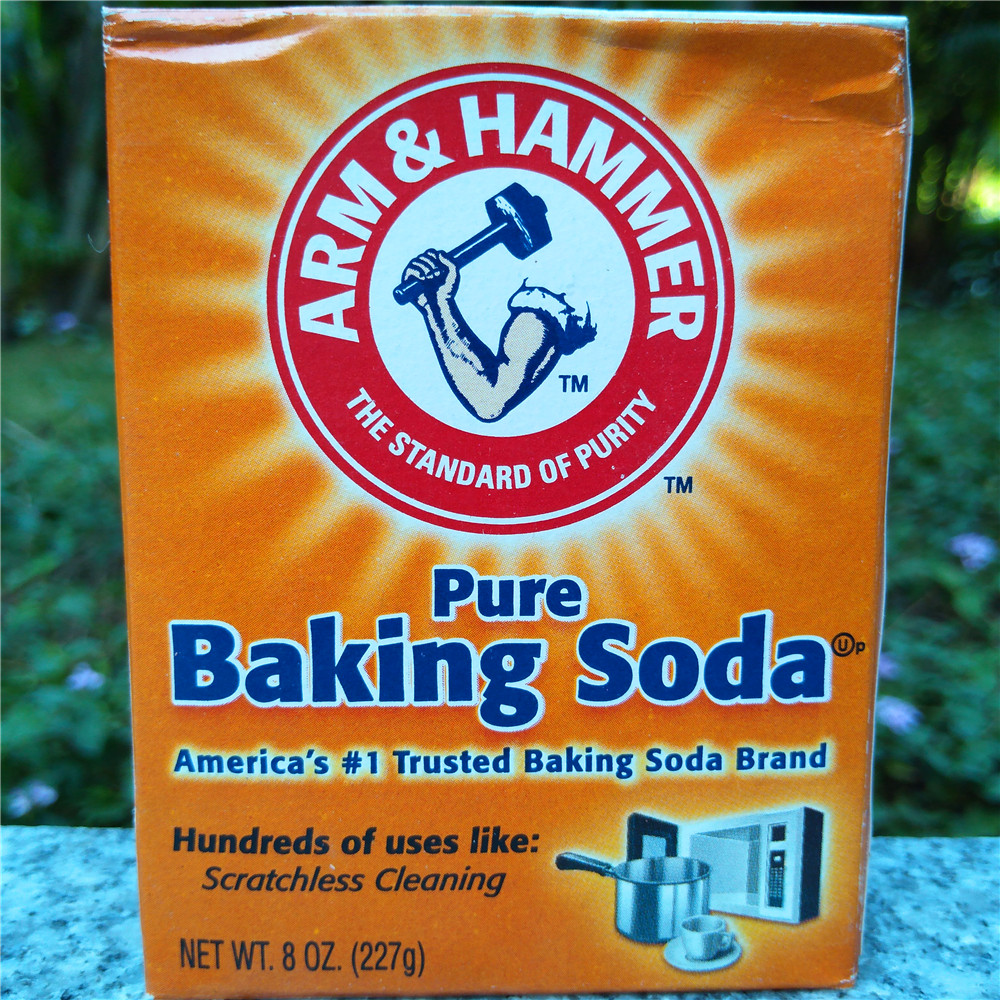 ARM & HAMMER
THE STANDARD OF PURITY
TM
TM
Pure
Baking Soda Ⓤp
America's #1 Trusted Baking Soda Brand
Hundreds of uses like:
Scratchless Cleaning
NET WT. 8 OZ. (227g)